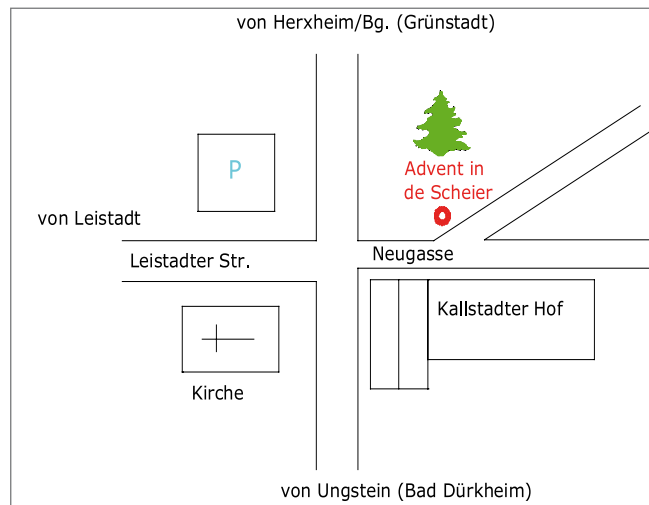 von Herxheim/Bg. (Grünstadt)
P
Advent in
de Scheier
von Leistadt
Leistadter Str.
Neugasse
Kallstadter Hof
Kirche
von Ungstein (Bad Dürkheim)